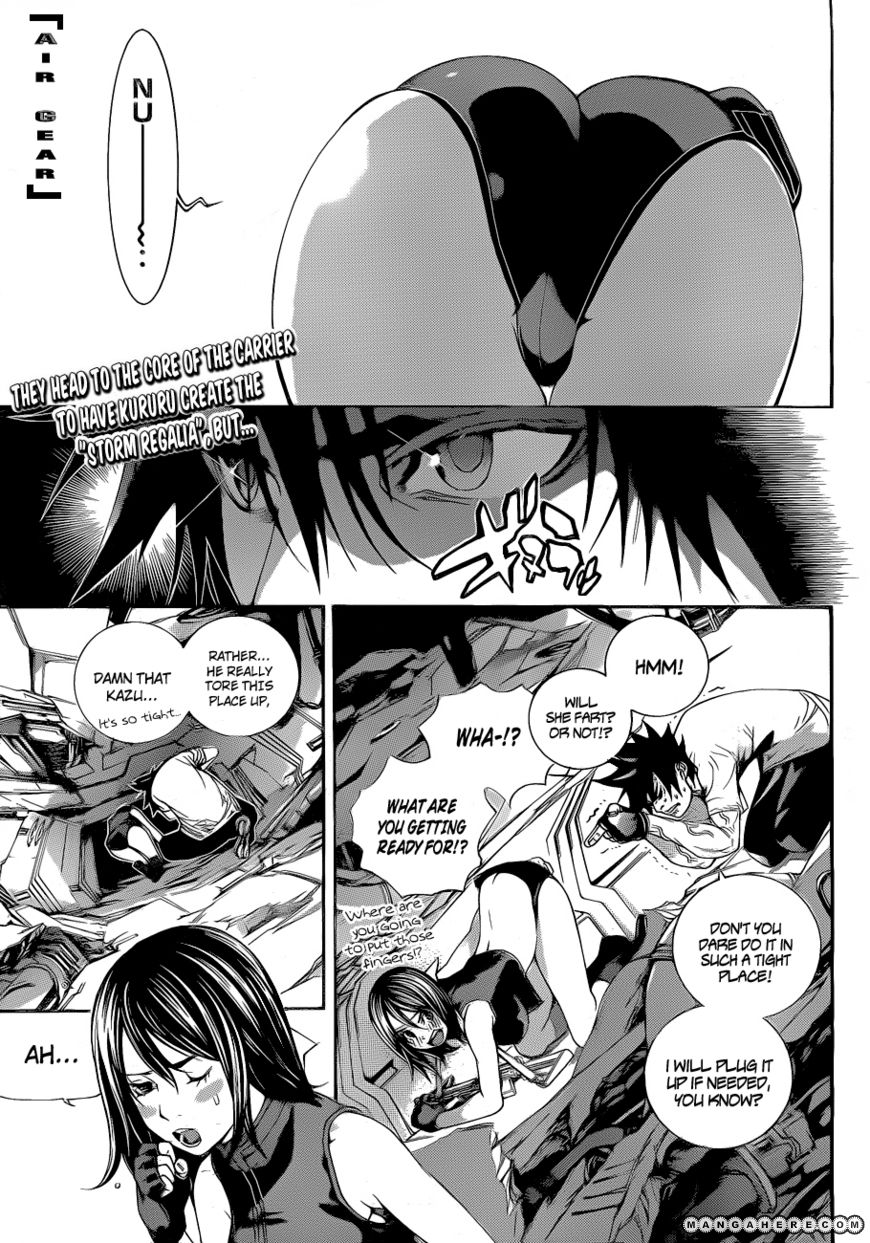 「AIR GEAR」
NU——...
THEY HEAD TO THE CORE OF THE CARRIER
TO HAVE KURURU CREATE THE
"STORM REGALIA". BUT...
HMM!
WILL
SHE FART?
OR NOT!?
WHA-!?
WHAT ARE
YOU GETTING
READY FOR!?
Where are
you going
to put those
fingers!?
DON'T YOU
DARE DO IT IN
SUCH A TIGHT
PLACE!
I WILL PLUG IT
UP IF NEEDED,
YOU KNOW?
RATHER...
HE REALLY
TORE THIS
PLACE UP,
DAMN THAT
KAZU...
It's so tight...
AH...
MANGAHERE.COM